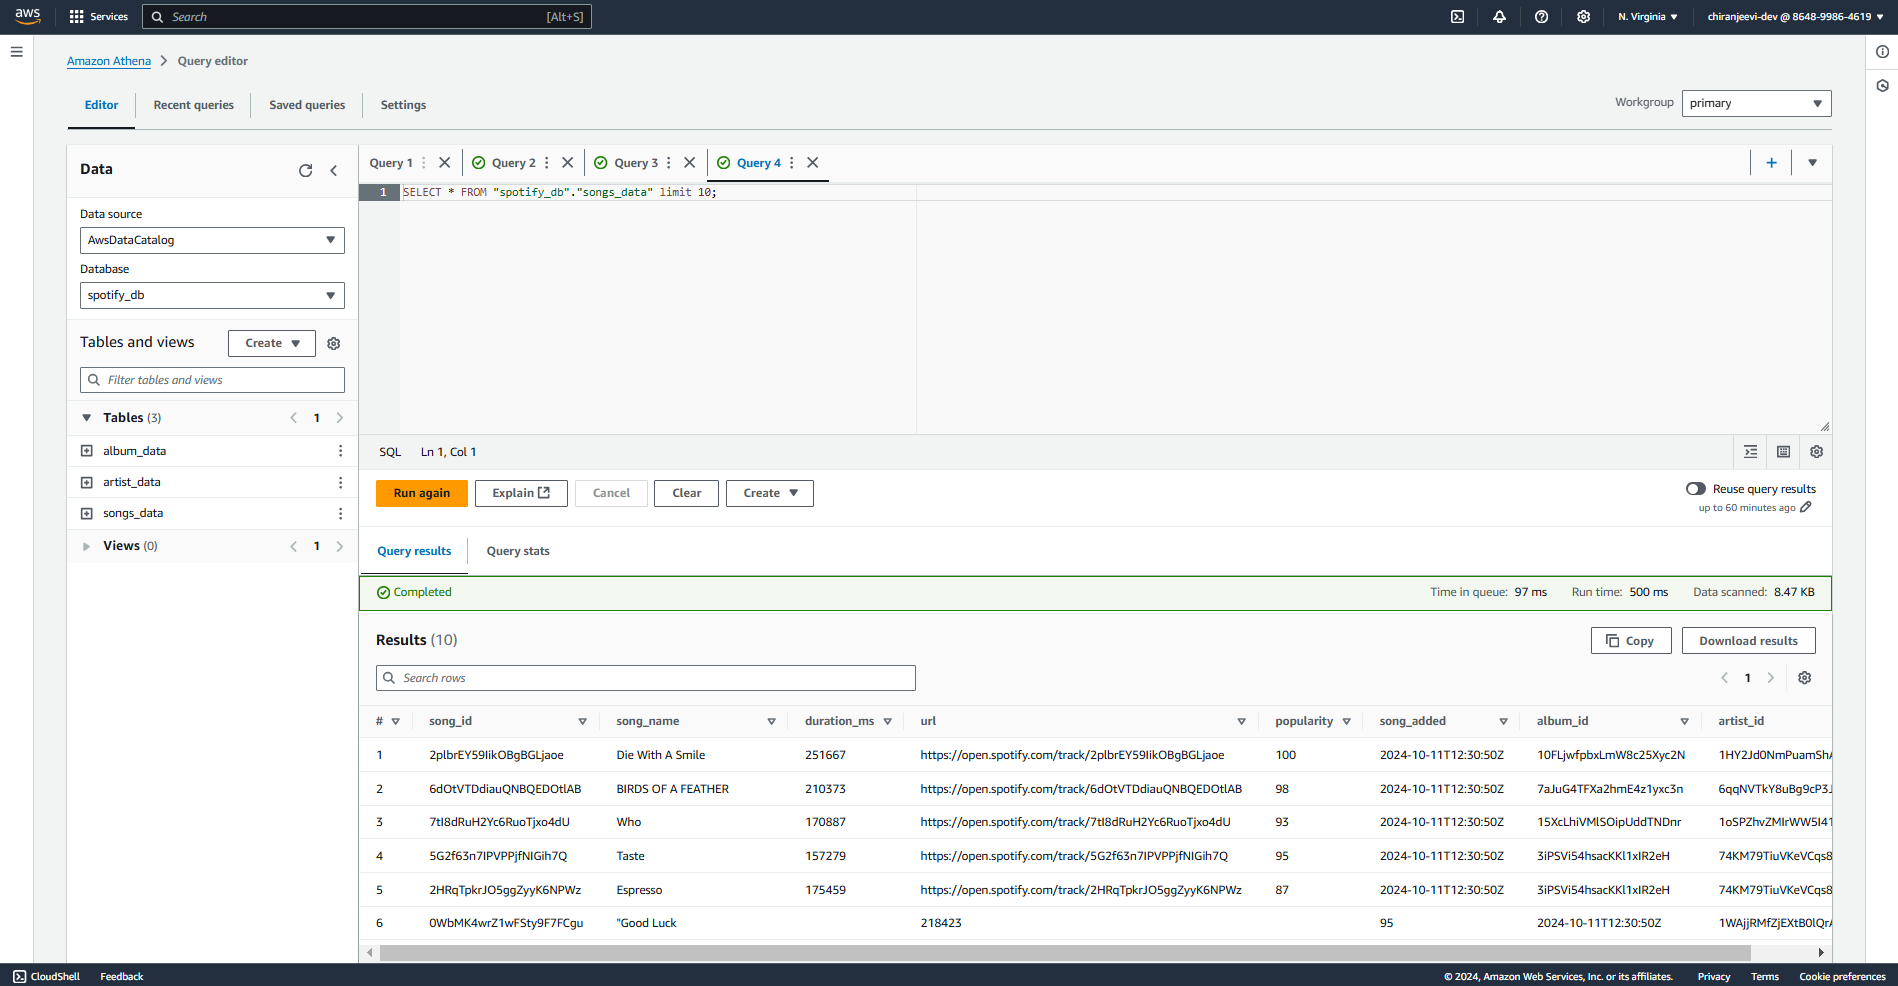 aws
Services
Search [Alt+S]
N. Virginia
chiranjeevi-dev @ 8648-9986-4619
Amazon Athena
Query editor
Editor
Recent queries
Saved queries
Settings
Workgroup
primary
Data
Data source
AwsDataCatalog
Database
spotify_db
Tables and views
Create
Filter tables and views
Tables (3)
1
album_data
artist_data
songs_data
Views (0)
1
Query 1
Query 2
Query 3
Query 4
1 SELECT * FROM "spotify_db"."songs_data" limit 10;
SQL Ln 1, Col 1
Run again
Explain
Cancel
Clear
Create
Reuse query results
up to 60 minutes ago
Query results
Query stats
Completed
Time in queue: 97 ms Run time: 500 ms Data scanned: 8.47 KB
Results (10)
Copy
Download results
Search rows
1
# song_id song_name duration_ms url popularity song_added album_id artist_id
1 2plbrEY59IikOBgBGLjaoe Die With A Smile 251667 https://open.spotify.com/track/2plbrEY59IikOBgBGLjaoe 100 2024-10-11T12:30:50Z 10FLjwfpbxLmW8c25Xyc2N 1HY2Jd0NmPuamShA
2 6dOtVTDdiauQNBQEDOtlAB BIRDS OF A FEATHER 210373 https://open.spotify.com/track/6dOtVTDdiauQNBQEDOtlAB 98 2024-10-11T12:30:50Z 7aJuG4TFXa2hmE4z1yxc3n 6qqNVTkY8uBg9cP3J
3 7tI8dRuH2Yc6RuoTjxo4dU Who 170887 https://open.spotify.com/track/7tI8dRuH2Yc6RuoTjxo4dU 93 2024-10-11T12:30:50Z 15XcLhiVMlSOipUddTNDnr 1oSPZhvZMIrWW5I41
4 5G2f63n7IPVPPjfNIGih7Q Taste 157279 https://open.spotify.com/track/5G2f63n7IPVPPjfNIGih7Q 95 2024-10-11T12:30:50Z 3iPSVi54hsacKKl1xIR2eH 74KM79TiuVKeVCqs8
5 2HRqTpkrJO5ggZyyK6NPWz Espresso 175459 https://open.spotify.com/track/2HRqTpkrJO5ggZyyK6NPWz 87 2024-10-11T12:30:50Z 3iPSVi54hsacKKl1xIR2eH 74KM79TiuVKeVCqs8
6 0WbMK4wrZ1wFSty9F7FCgu "Good Luck 218423 95 2024-10-11T12:30:50Z 1WAjjRMfZjEXtB0lQrA
CloudShell
Feedback
© 2024, Amazon Web Services, Inc. or its affiliates.
Privacy
Terms
Cookie preferences